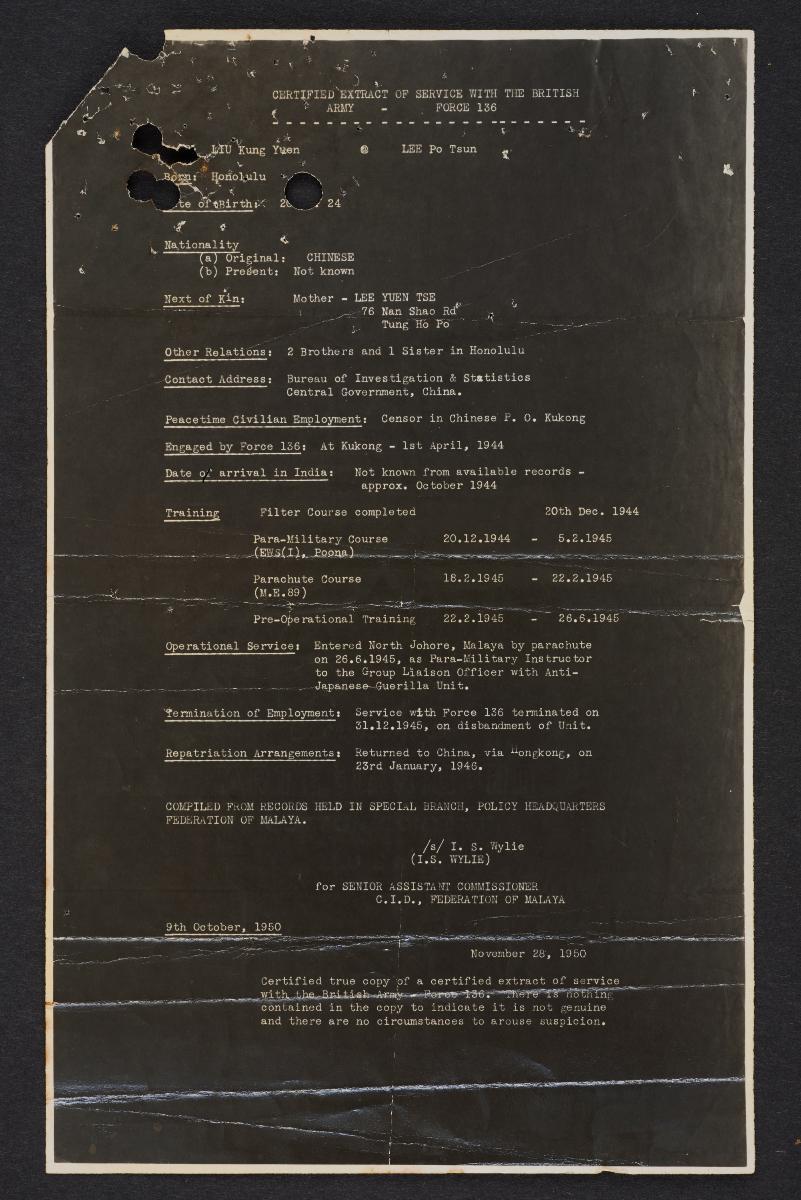 CERTIFIED EXTRACT OF SERVICE WITH THE BRITISH
ARMY - FORCE 136
LIU Kung Yuen @ LEE Po Tsun
Born: Honolulu
Date of Birth: 24
Nationality
(a) Original: CHINESE
(b) Present: Not known
Next of Kin: Mother - LEE YUEN TSE
76 Nan Shao Rd
Tung Ho Po
Other Relations: 2 Brothers and 1 Sister in Honolulu
Contact Address: Bureau of Investigation & Statistics
Central Government, China.
Peacetime Civilian Employment: Censor in Chinese P. O. Kukong
Engaged by Force 136: At Kukong - 1st April, 1944
Date of arrival in India: Not known from available records -
approx. October 1944
Training Filter Course completed 20th Dec. 1944
Para-Military Course 20.12.1944 - 5.2.1945
(EWS(I), Poona)
Parachute Course 18.2.1945 - 22.2.1945
(M.E.89)
Pre-Operational Training 22.2.1945 - 26.6.1945
Operational Service: Entered North Johore, Malaya by parachute
on 26.6.1945, as Para-Military Instructor
to the Group Liaison Officer with Anti-
Japanese Guerilla Unit.
Termination of Employment: Service with Force 136 terminated on
31.12.1945, on disbandment of Unit.
Repatriation Arrangements: Returned to China, via Hongkong, on
23rd January, 1946.
COMPILED FROM RECORDS HELD IN SPECIAL BRANCH, POLICY HEADQUARTERS
FEDERATION OF MALAYA.
/s/ I. S. Wylie
(I.S. WYLIE)
for SENIOR ASSISTANT COMMISSIONER
C.I.D., FEDERATION OF MALAYA
9th October, 1950
November 28, 1950
Certified true copy of a certified extract of service
with the British Army - Force 136. There is nothing
contained in the copy to indicate it is not genuine
and there are no circumstances to arouse suspicion.